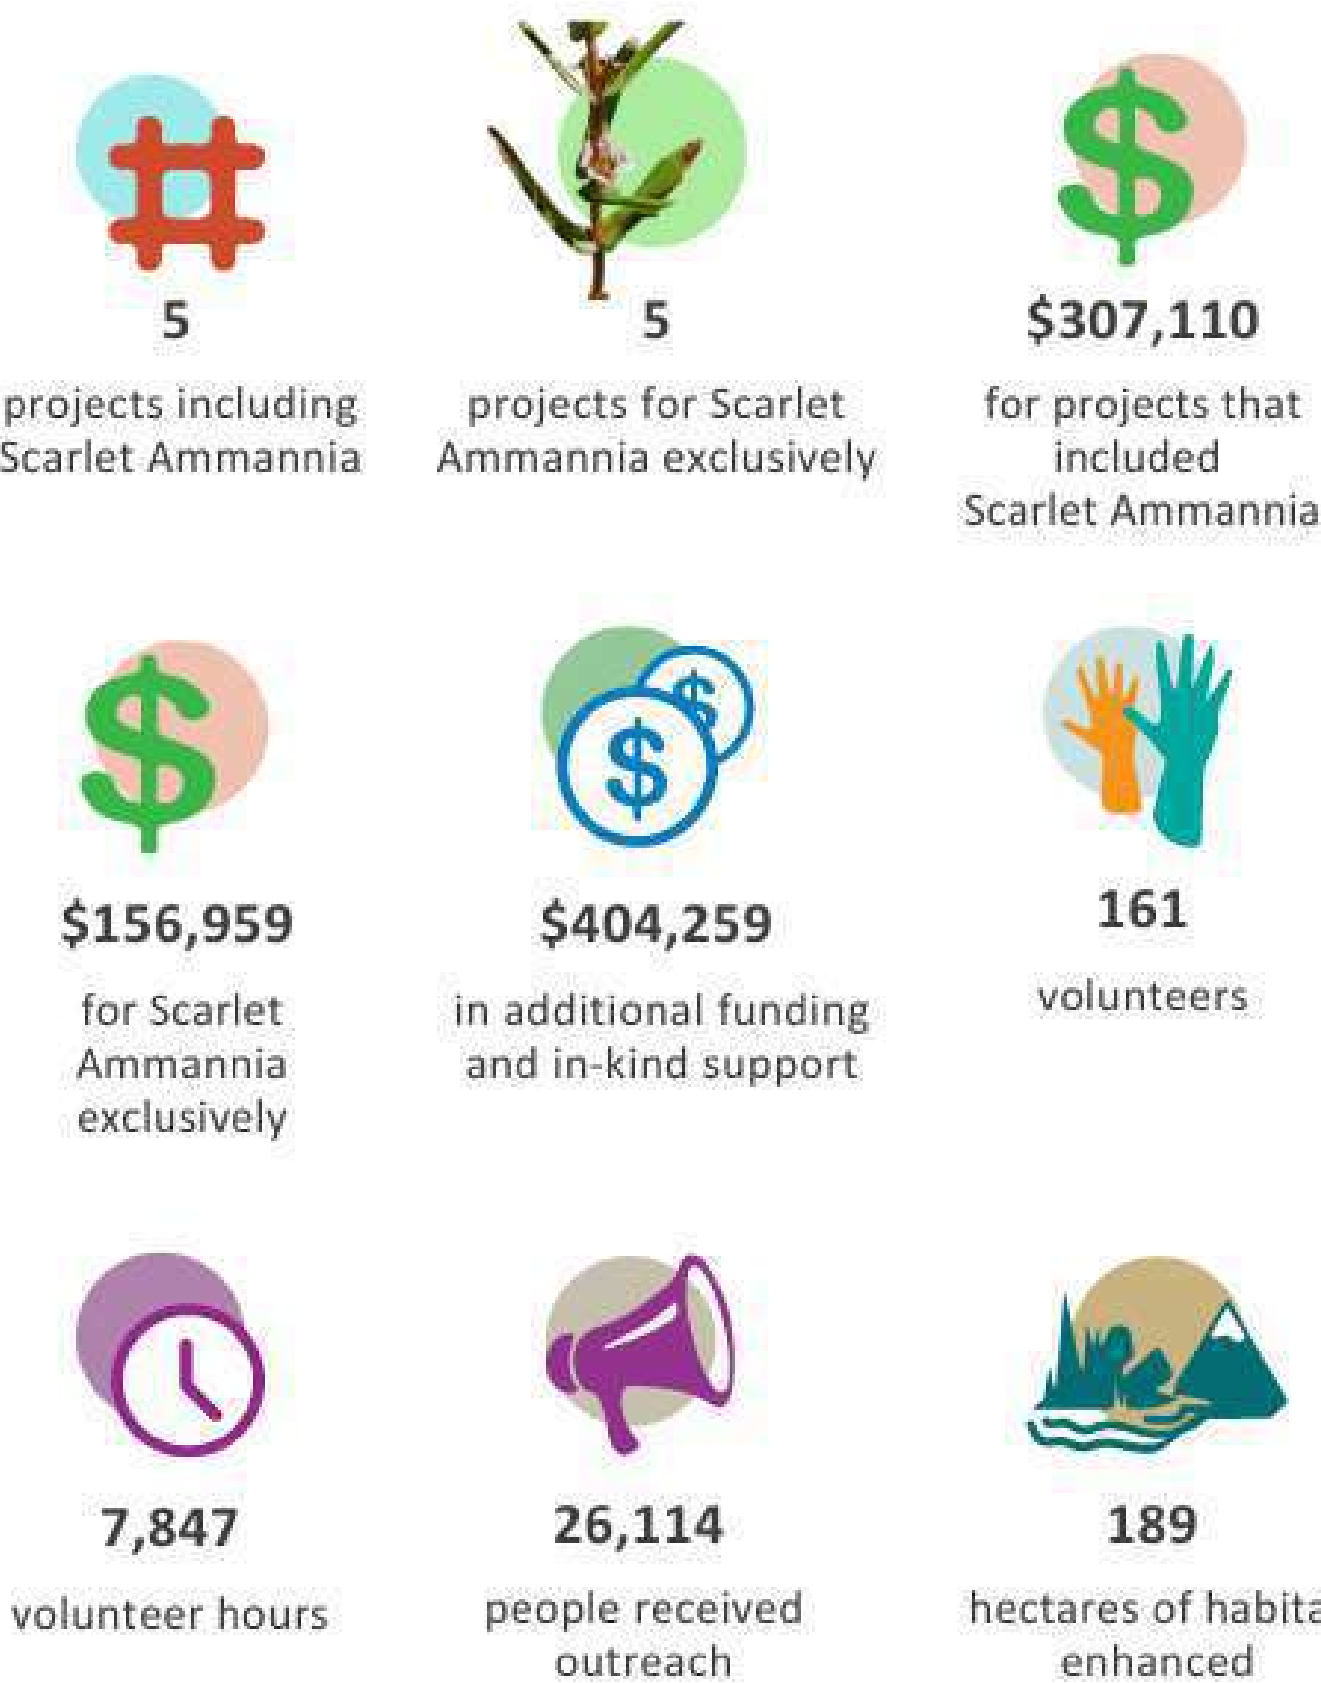 5
projects including
Scarlet Ammannia
5
projects for Scarlet
Ammannia exclusively
$307,110
for projects that
included
Scarlet Ammannia
$156,959
for Scarlet
Ammannia
exclusively
$404,259
in additional funding
and in-kind support
161
volunteers
7,847
volunteer hours
26,114
people received
outreach
189
hectares of habita
enhanced